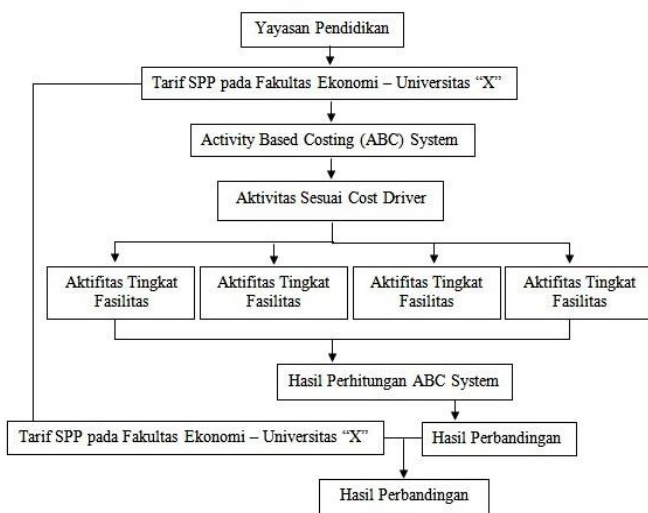 Yayasan Pendidikan
Tarif SPP pada Fakultas Ekonomi – Universitas “X”
Activity Based Costing (ABC) System
Aktivitas Sesuai Cost Driver
Aktifitas Tingkat
Fasilitas
Aktifitas Tingkat
Fasilitas
Aktifitas Tingkat
Fasilitas
Aktifitas Tingkat
Fasilitas
Hasil Perhitungan ABC System
Tarif SPP pada Fakultas Ekonomi – Universitas “X”
Hasil Perbandingan
Hasil Perbandingan